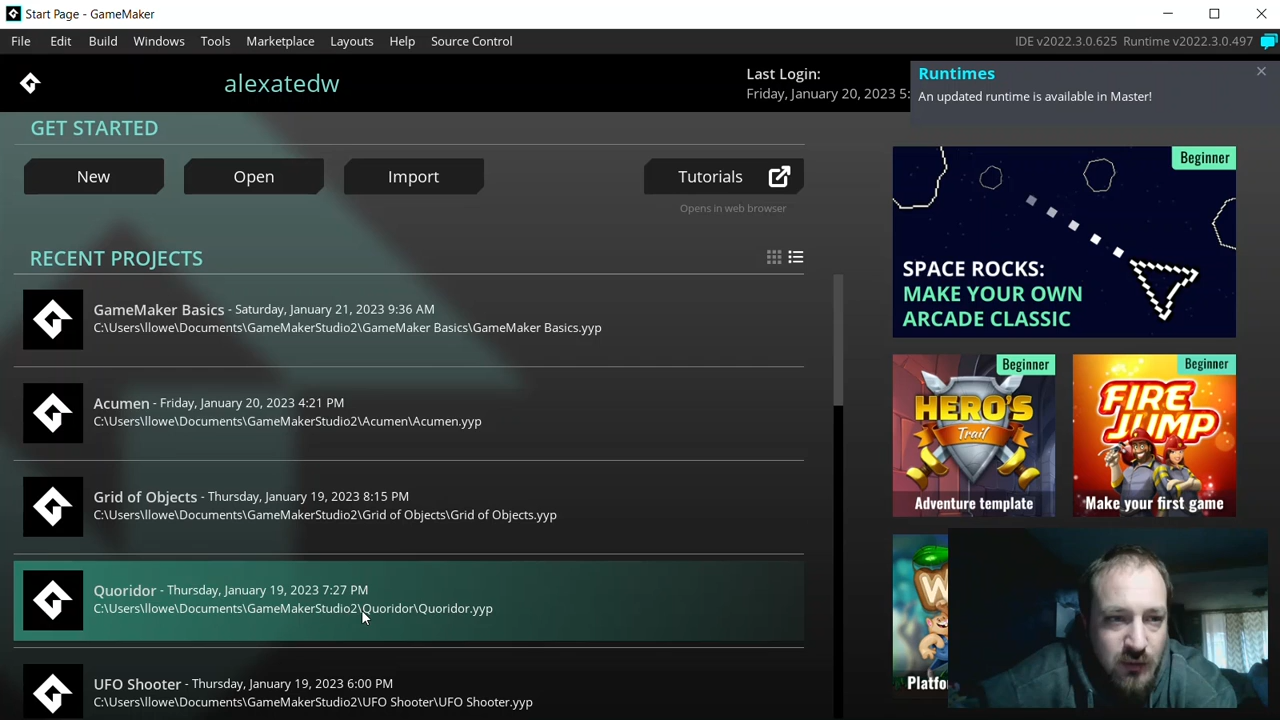 Start Page - GameMaker
File Edit Build Windows Tools Marketplace Layouts Help Source Control
IDE v2022.3.0.625 Runtime v2022.3.0.497
alexatedw
Last Login:
Friday, January 20, 2023 5:
Runtimes
An updated runtime is available in Master!
GET STARTED
New
Open
Import
Tutorials
Opens in web browser
RECENT PROJECTS
GameMaker Basics - Saturday, January 21, 2023 9:36 AM
C:\Users\llowe\Documents\GameMakerStudio2\GameMaker Basics\GameMaker Basics.yyp
Acumen - Friday, January 20, 2023 4:21 PM
C:\Users\llowe\Documents\GameMakerStudio2\Acumen\Acumen.yyp
Grid of Objects - Thursday, January 19, 2023 8:15 PM
C:\Users\llowe\Documents\GameMakerStudio2\Grid of Objects\Grid of Objects.yyp
Quoridor - Thursday, January 19, 2023 7:27 PM
C:\Users\llowe\Documents\GameMakerStudio2\Quoridor\Quoridor.yyp
UFO Shooter - Thursday, January 19, 2023 6:00 PM
C:\Users\llowe\Documents\GameMakerStudio2\UFO Shooter\UFO Shooter.yyp
Beginner
SPACE ROCKS:
MAKE YOUR OWN
ARCADE CLASSIC
Beginner
HERO'S
Trail
Adventure template
Beginner
FIRE
JUMP
Make your first game
W
Platfo